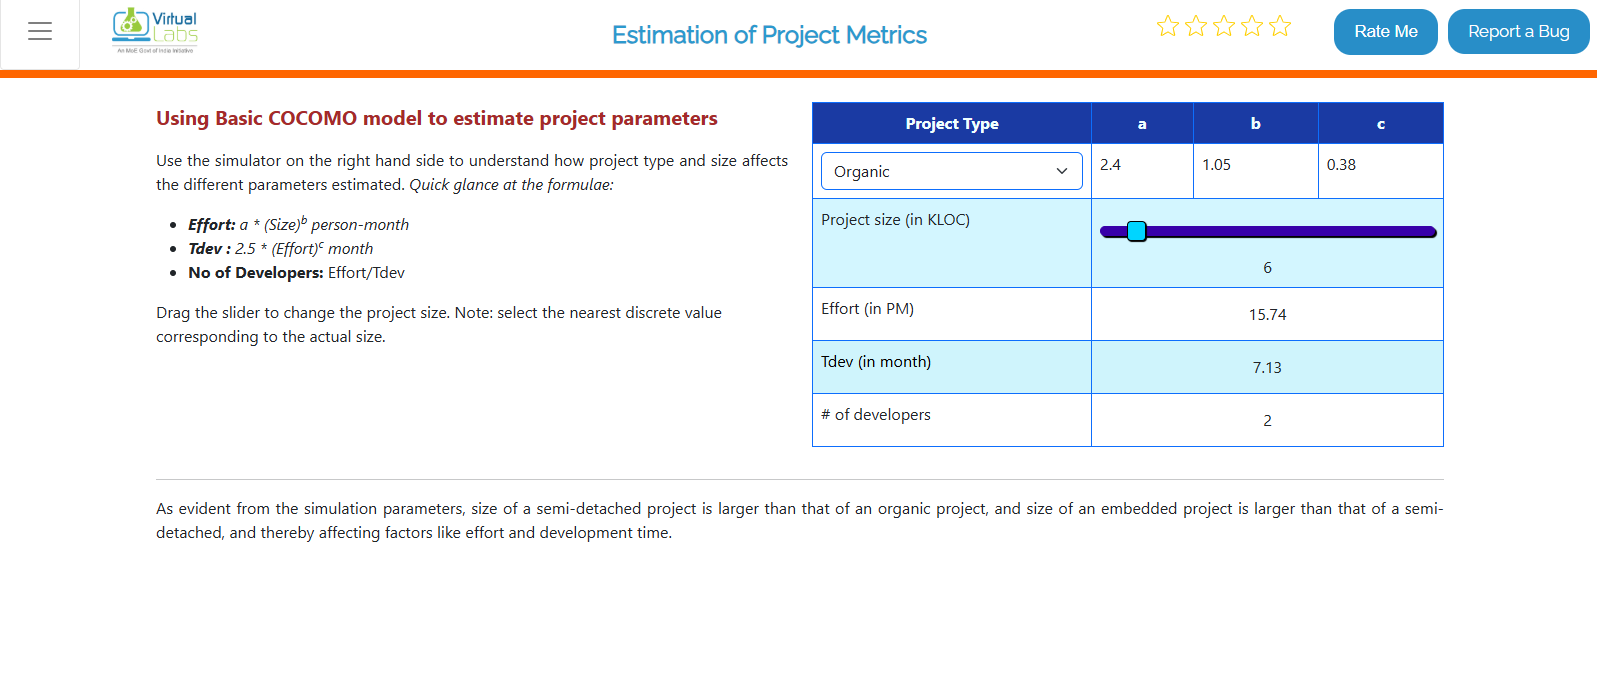 Virtual
Labs
An MoE Govt of India Initiative
Estimation of Project Metrics
Rate Me
Report a Bug
Using Basic COCOMO model to estimate project parameters
Use the simulator on the right hand side to understand how project type and size affects
the different parameters estimated. Quick glance at the formulae:
• Effort: a * (Size)ᵇ person-month
• Tdev : 2.5 * (Effort)ᶜ month
• No of Developers: Effort/Tdev
Drag the slider to change the project size. Note: select the nearest discrete value
corresponding to the actual size.
Project Type a b c
Organic 2.4 1.05 0.38
Project size (in KLOC)
6
Effort (in PM) 15.74
Tdev (in month) 7.13
# of developers 2
As evident from the simulation parameters, size of a semi-detached project is larger than that of an organic project, and size of an embedded project is larger than that of a semi-
detached, and thereby affecting factors like effort and development time.